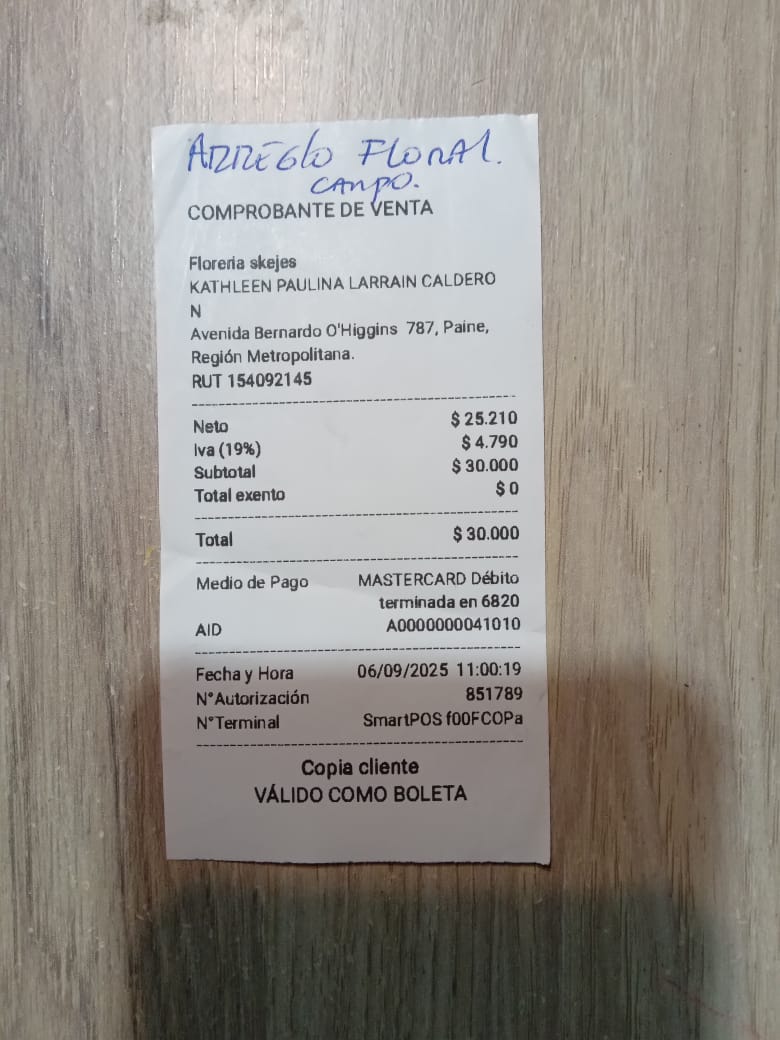 ARREGLO FLORAL.
CAMPO.
COMPROBANTE DE VENTA
Floreria skejes
KATHLEEN PAULINA LARRAIN CALDERO
N
Avenida Bernardo O'Higgins 787, Paine,
Región Metropolitana.
RUT 154092145
Neto $ 25.210
Iva (19%) $ 4.790
Subtotal $ 30.000
Total exento $ 0
Total $ 30.000
Medio de Pago MASTERCARD Débito
terminada en 6820
AID A0000000041010
Fecha y Hora 06/09/2025 11:00:19
N°Autorización 851789
N°Terminal SmartPOS f00FCOPa
Copia cliente
VÁLIDO COMO BOLETA